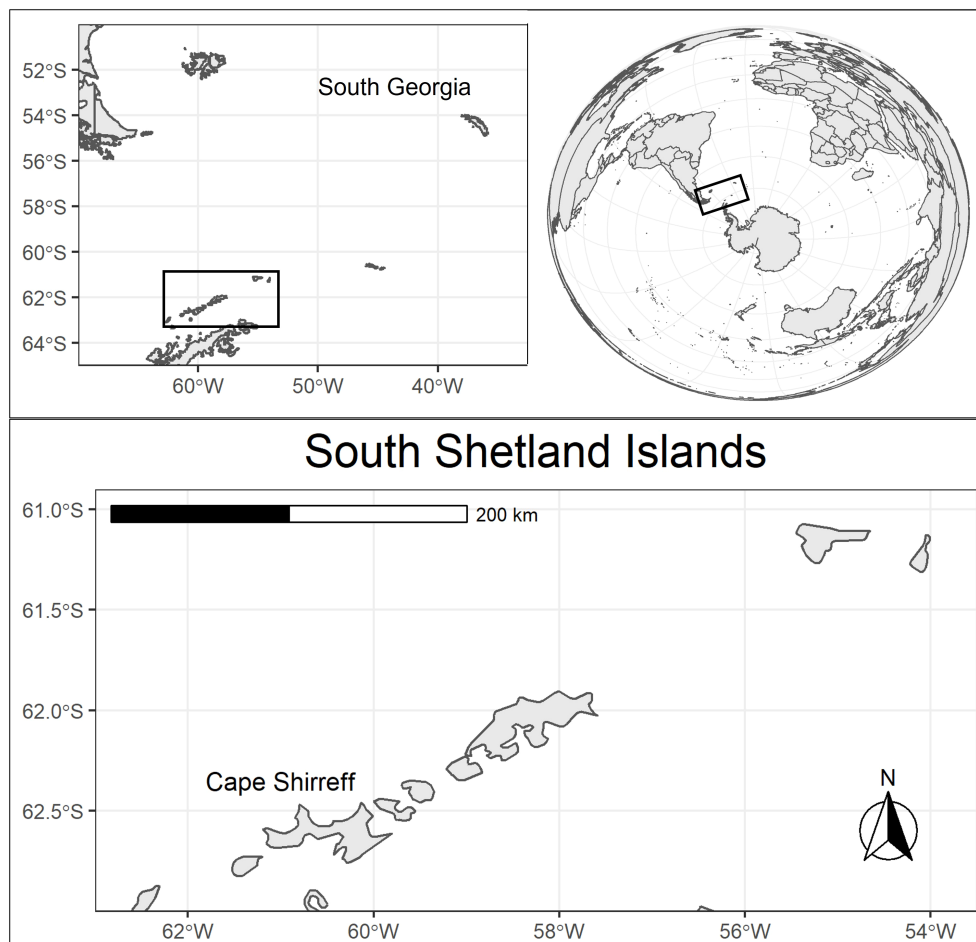 South Georgia
52°S
54°S
56°S
58°S
60°S
62°S
64°S
60°W
50°W
40°W
South Shetland Islands
200 km
61.0°S
61.5°S
62.0°S
62.5°S
Cape Shirreff
N
62°W
60°W
58°W
56°W
54°W